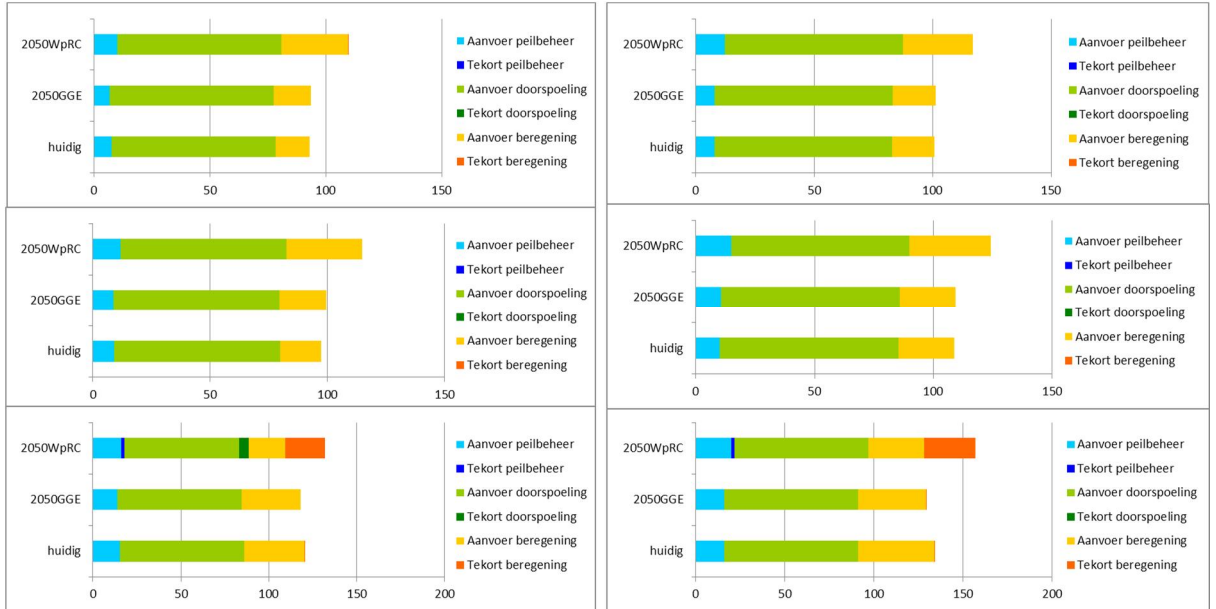 2050WpRC
2050GGE
huidig
0 50 100 150
Aanvoer peilbeheer
Tekort peilbeheer
Aanvoer doorspoeling
Tekort doorspoeling
Aanvoer beregening
Tekort beregening
2050WpRC
2050GGE
huidig
0 50 100 150
Aanvoer peilbeheer
Tekort peilbeheer
Aanvoer doorspoeling
Tekort doorspoeling
Aanvoer beregening
Tekort beregening
2050WpRC
2050GGE
huidig
0 50 100 150
Aanvoer peilbeheer
Tekort peilbeheer
Aanvoer doorspoeling
Tekort doorspoeling
Aanvoer beregening
Tekort beregening
2050WpRC
2050GGE
huidig
0 50 100 150
Aanvoer peilbeheer
Tekort peilbeheer
Aanvoer doorspoeling
Tekort doorspoeling
Aanvoer beregening
Tekort beregening
2050WpRC
2050GGE
huidig
0 50 100 150 200
Aanvoer peilbeheer
Tekort peilbeheer
Aanvoer doorspoeling
Tekort doorspoeling
Aanvoer beregening
Tekort beregening
2050WpRC
2050GGE
huidig
0 50 100 150 200
Aanvoer peilbeheer
Tekort peilbeheer
Aanvoer doorspoeling
Tekort doorspoeling
Aanvoer beregening
Tekort beregening